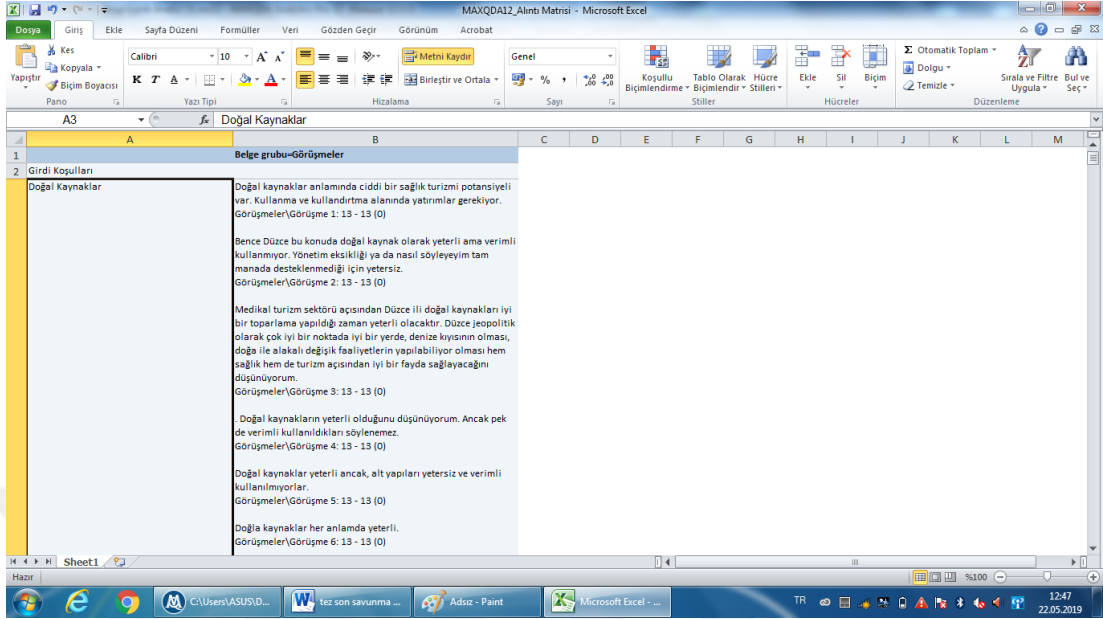 MAXQDA12_Alıntı Matrisi - Microsoft Excel
Dosya Giriş Ekle Sayfa Düzeni Formüller Veri Gözden Geçir Görünüm Acrobat
Yapıştır
Kes
Kopyala
Biçim Boyacısı
Pano
Calibri 10
K T A
Yazı Tipi
Metni Kaydır
Birleştir ve Ortala
Hizalama
Genel
Sayı
Koşullu Biçimlendirme
Tablo Olarak Biçimlendir
Hücre Stilleri
Stiller
Ekle Sil Biçim
Hücreler
Σ Otomatik Toplam
Dolgu
Temizle
Sırala ve Filtre Uygula
Bul ve Seç
Düzenleme
A3 fx Doğal Kaynaklar
A B C D E F G H I J K L M
1 Belge grubu=Görüşmeler
2 Girdi Koşulları
Doğal Kaynaklar
Doğal kaynaklar anlamında ciddi bir sağlık turizmi potansiyeli
var. Kullanma ve kullandırtma alanında yatırımlar gerekiyor.
Görüşmeler\Görüşme 1: 13 - 13 (0)
Bence Düzce bu konuda doğal kaynak olarak yeterli ama verimli
kullanmıyor. Yönetim eksikliği ya da nasıl söyleyeyim tam
manada desteklenmediği için yetersiz.
Görüşmeler\Görüşme 2: 13 - 13 (0)
Medikal turizm sektörü açısından Düzce ili doğal kaynakları iyi
bir toparlama yapıldığı zaman yeterli olacaktır. Düzce jeopolitik
olarak çok iyi bir noktada iyi bir yerde, denize kıyısının olması,
doğa ile alakalı değişik faaliyetlerin yapılabiliyor olması hem
sağlık hem de turizm açısından iyi bir fayda sağlayacağını
düşünüyorum.
Görüşmeler\Görüşme 3: 13 - 13 (0)
. Doğal kaynakların yeterli olduğunu düşünüyorum. Ancak pek
de verimli kullanıldıkları söylenemez.
Görüşmeler\Görüşme 4: 13 - 13 (0)
Doğal kaynaklar yeterli ancak, alt yapıları yetersiz ve verimli
kullanılmıyorlar.
Görüşmeler\Görüşme 5: 13 - 13 (0)
Doğla kaynaklar her anlamda yeterli.
Görüşmeler\Görüşme 6: 13 - 13 (0)
Sheet1
Hazır %100
C:\Users\ASUS\D... tez son savunma ... Adsız - Paint Microsoft Excel - ... TR 12:47
22.05.2019